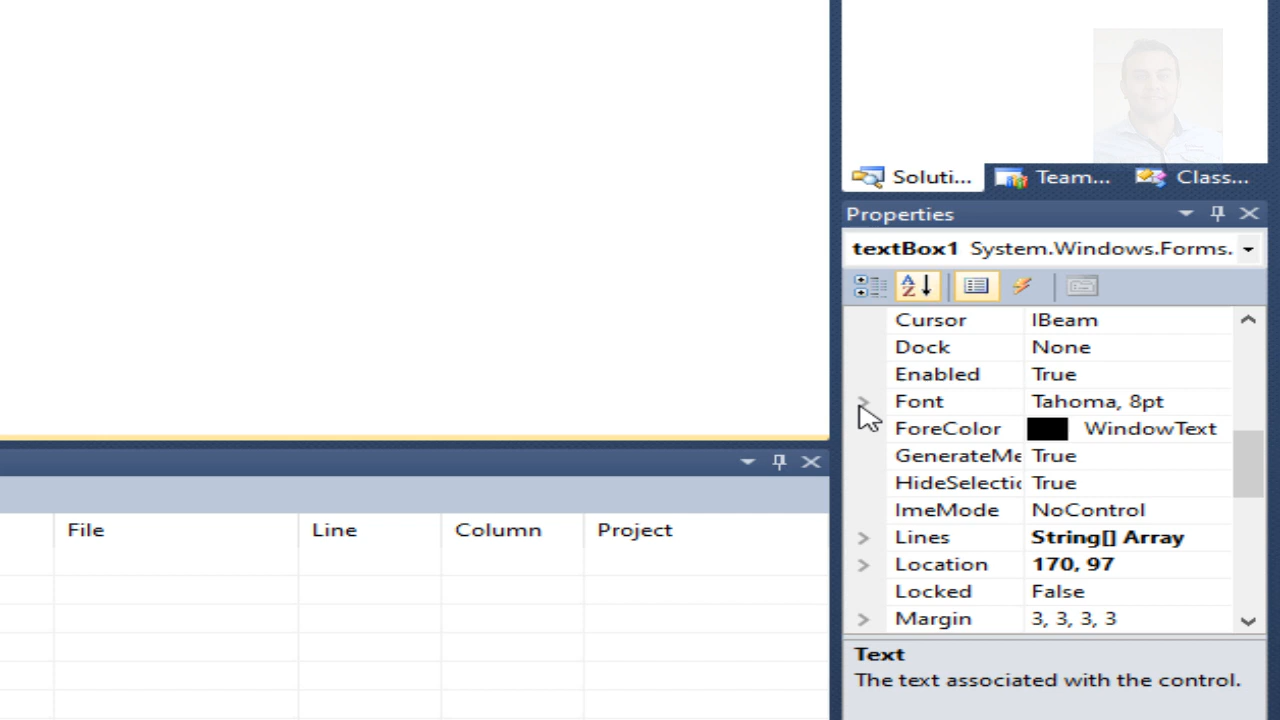 Soluti... Team... Class...
Properties
textBox1 System.Windows.Forms.
Cursor IBeam
Dock None
Enabled True
Font Tahoma, 8pt
ForeColor WindowText
GenerateMe True
HideSelectic True
ImeMode NoControl
Lines String[] Array
Location 170, 97
Locked False
Margin 3, 3, 3, 3
Text
The text associated with the control.
File Line Column Project